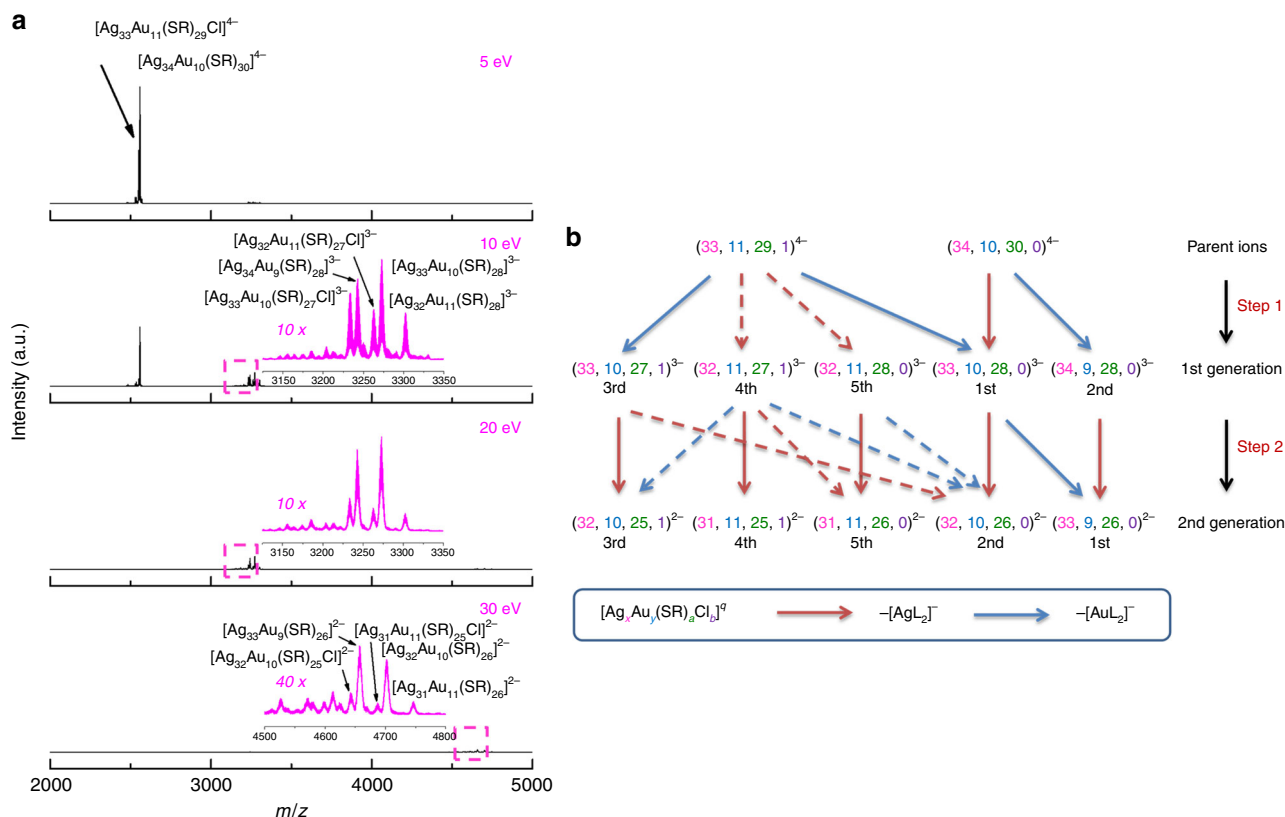 a
[Ag33Au11(SR)29Cl]4–
[Ag34Au10(SR)30]4–
5 eV
2000 3000 4000 5000
10 eV
[Ag32Au11(SR)27Cl]3–
[Ag34Au9(SR)28]3–
[Ag33Au10(SR)28]3–
[Ag33Au10(SR)27Cl]3–
[Ag32Au11(SR)28]3–
10 x
3150 3200 3250 3300 3350
20 eV
10 x
3150 3200 3250 3300 3350
30 eV
[Ag33Au9(SR)26]2–
[Ag31Au11(SR)25Cl]2–
[Ag32Au10(SR)25Cl]2–
[Ag32Au10(SR)26]2–
[Ag31Au11(SR)26]2–
40 x
4500 4600 4700 4800
2000 3000 4000 5000
m/z
Intensity (a.u.)
b
(33, 11, 29, 1)4– (34, 10, 30, 0)4– Parent ions
Step 1
(33, 10, 27, 1)3– (32, 11, 27, 1)3– (32, 11, 28, 0)3– (33, 10, 28, 0)3– (34, 9, 28, 0)3– 1st generation
3rd 4th 5th 1st 2nd
Step 2
(32, 10, 25, 1)2– (31, 11, 25, 1)2– (31, 11, 26, 0)2– (32, 10, 26, 0)2– (33, 9, 26, 0)2– 2nd generation
3rd 4th 5th 2nd 1st
[AgxAuy(SR)aClb]q –[AgL2]– –[AuL2]–